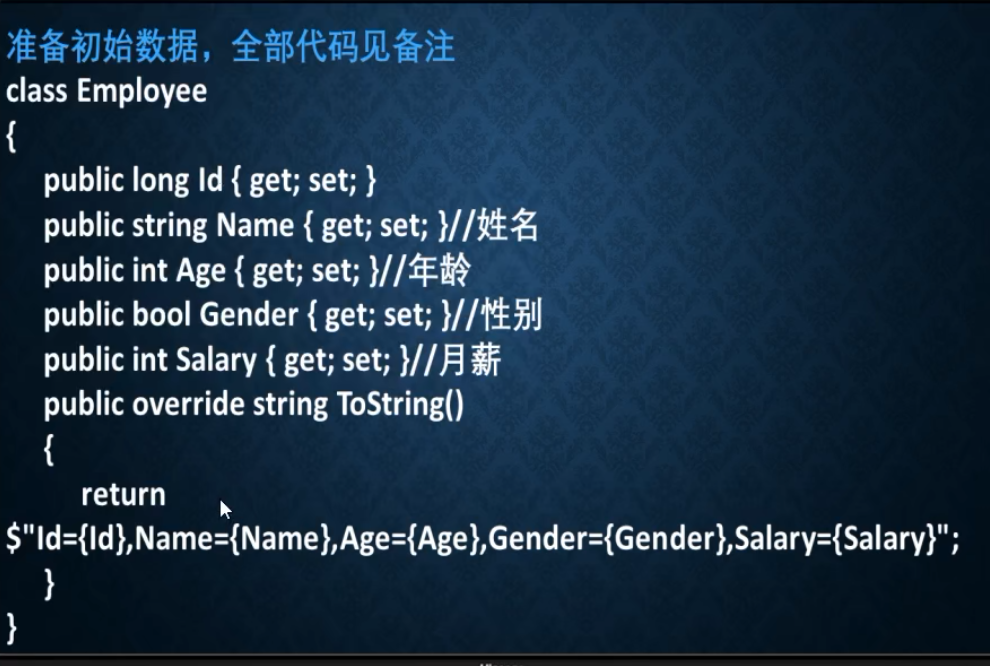 准备初始数据，全部代码见备注
class Employee
{
public long Id { get; set; }
public string Name { get; set; }//姓名
public int Age { get; set; }//年龄
public bool Gender { get; set; }//性别
public int Salary { get; set; }//月薪
public override string ToString()
{
return
$"Id={Id},Name={Name},Age={Age},Gender={Gender},Salary={Salary}";
}
}